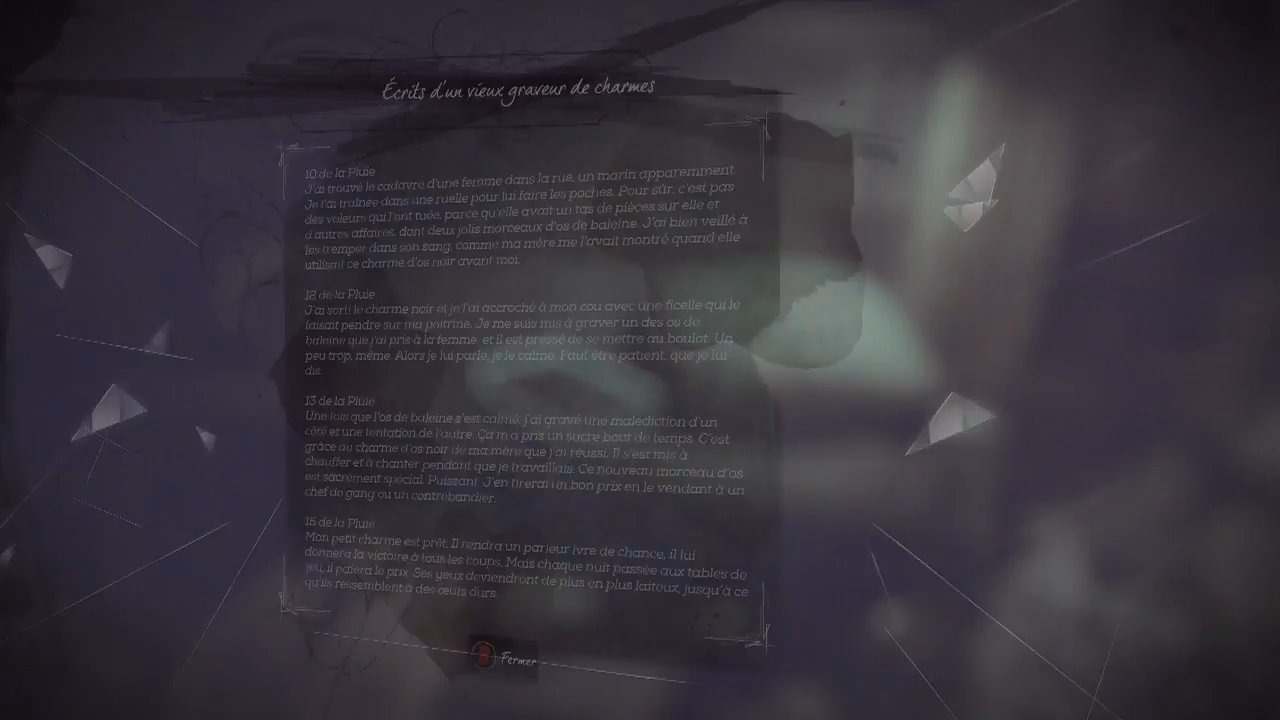 Écrits d'un vieux graveur de charmes
10 de la Pluie
J'ai trouvé le cadavre d'une femme dans la rue, un marin apparemment.
Je l'ai traînée dans une ruelle pour lui faire les poches. Pour sûr, c'est pas
des voleurs qui l'ont tuée, parce qu'elle avait un tas de pièces sur elle et
d'autres affaires, dont deux jolis morceaux d'os de baleine. J'ai bien veillé à
les tremper dans son sang, comme ma mère me l'avait montré quand elle
utilisait ce charme d'os noir avant moi.
12 de la Pluie
J'ai sorti le charme noir et je l'ai accroché à mon cou avec une ficelle qui le
faisait pendre sur ma poitrine. Je me suis mis à graver un des os de
baleine que j'ai pris à la femme, et il est pressé de se mettre au boulot. Un
peu trop, même. Alors je lui parle, je le calme. Faut être patient, que je lui
dis.
13 de la Pluie
Une fois que l'os de baleine s'est calmé, j'ai gravé une malédiction d'un
côté et une tentation de l'autre. Ça m'a pris un sacré bout de temps. C'est
grâce au charme d'os noir de ma mère que j'ai réussi. Il s'est mis à
chauffer et à chanter pendant que je travaillais. Ce nouveau morceau d'os
est sacrément spécial. Puissant. J'en tirerai un bon prix en le vendant à un
chef de gang ou un contrebandier.
15 de la Pluie
Mon petit charme est prêt. Il rendra un parieur ivre de chance, il lui
donnera la victoire à tous les coups. Mais chaque nuit passée aux tables de
jeu, il paiera le prix. Ses yeux deviendront de plus en plus laiteux, jusqu'à ce
qu'ils ressemblent à des œufs durs.
B Fermer